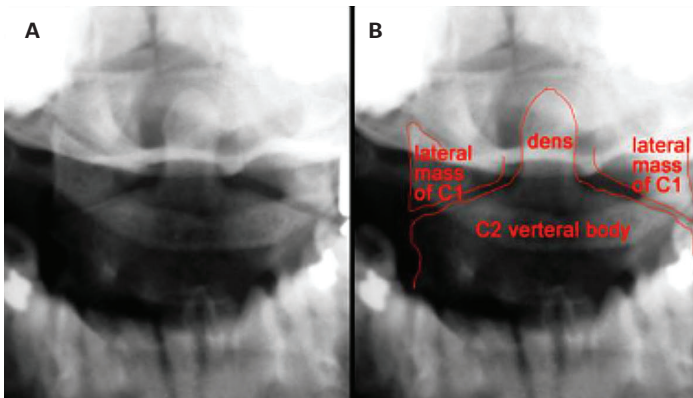 A
B
dens
lateral
mass
of C1
lateral
mass
of C1
C2 verteral body